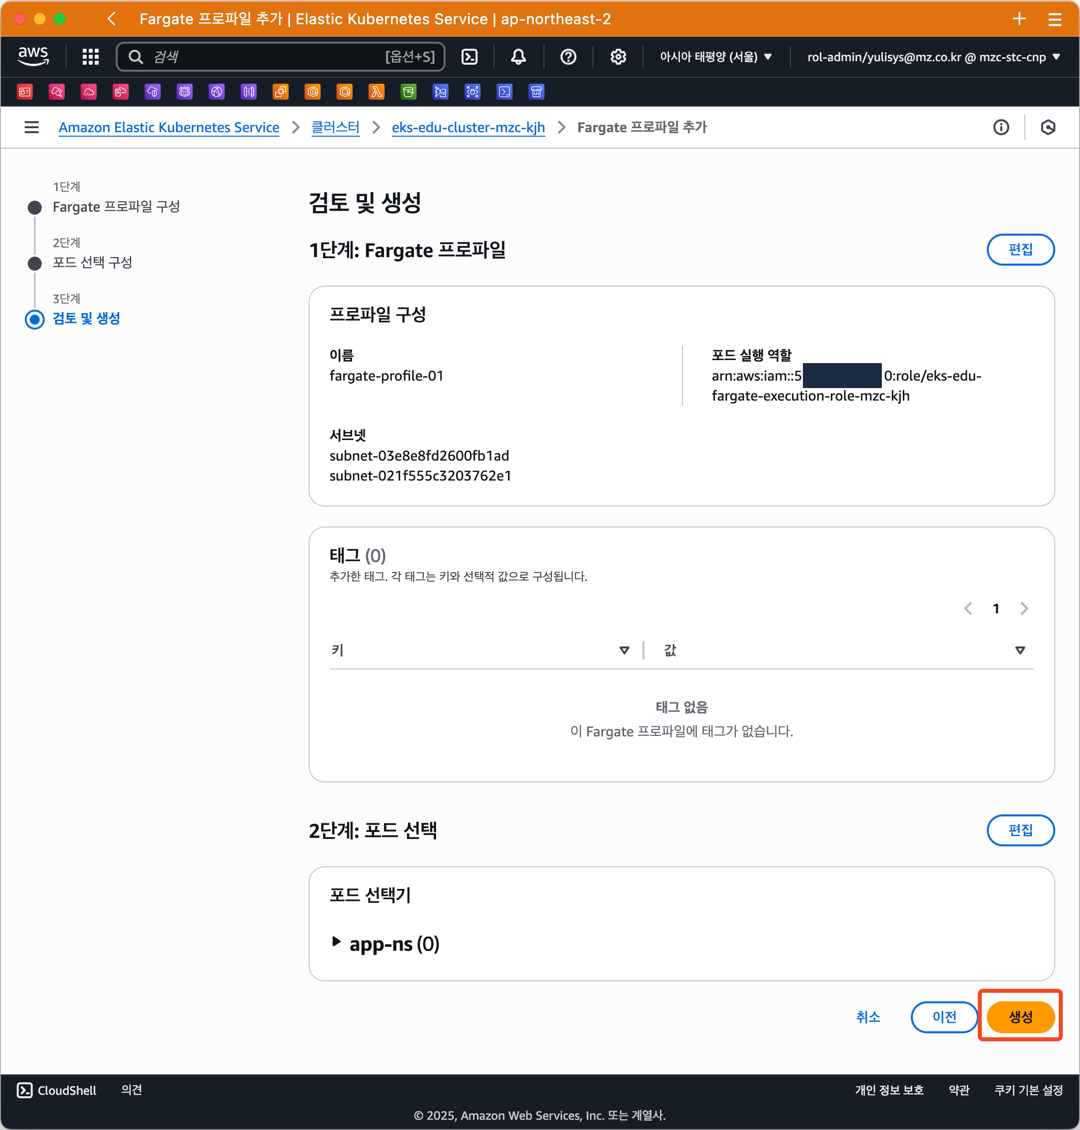 Fargate 프로파일 추가 | Elastic Kubernetes Service | ap-northeast-2
aws
검색
[옵션+S]
아시아 태평양 (서울) ▼
rol-admin/yulisys@mz.co.kr @ mzc-stc-cnp ▼
Amazon Elastic Kubernetes Service > 클러스터 > eks-edu-cluster-mzc-kjh > Fargate 프로파일 추가
1단계
Fargate 프로파일 구성
2단계
포드 선택 구성
3단계
검토 및 생성
검토 및 생성
1단계: Fargate 프로파일
편집
프로파일 구성
이름
fargate-profile-01
포드 실행 역할
arn:aws:iam::5 0:role/eks-edu-
fargate-execution-role-mzc-kjh
서브넷
subnet-03e8e8fd2600fb1ad
subnet-021f555c3203762e1
태그 (0)
추가한 태그. 각 태그는 키와 선택적 값으로 구성됩니다.
1
키
값
태그 없음
이 Fargate 프로파일에 태그가 없습니다.
2단계: 포드 선택
편집
포드 선택기
app-ns (0)
취소
이전
생성
CloudShell
의견
개인 정보 보호
약관
쿠키 기본 설정
© 2025, Amazon Web Services, Inc. 또는 계열사.